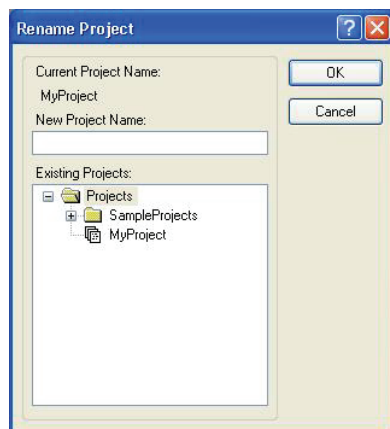 Rename Project
Current Project Name:
MyProject
New Project Name:
Existing Projects:
Projects
SampleProjects
MyProject
OK
Cancel